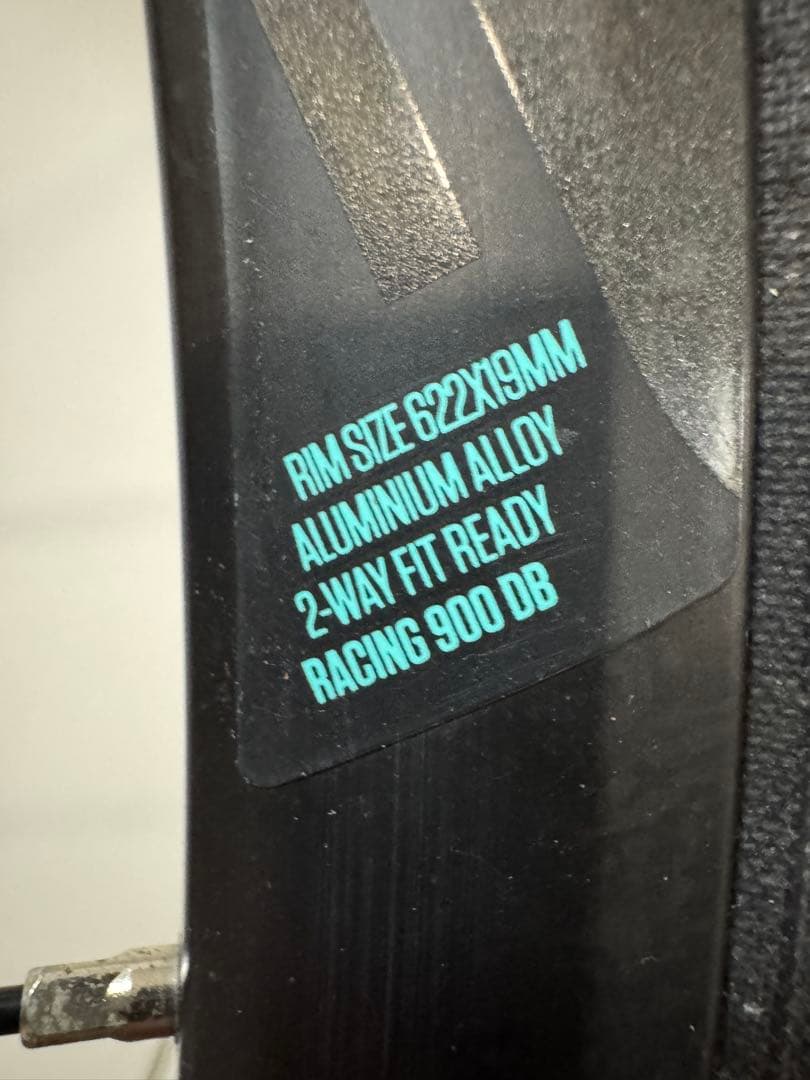 RIM SIZE 622X19MM
ALUMINIUM ALLOY
2-WAY FIT READY
RACING 900 DB